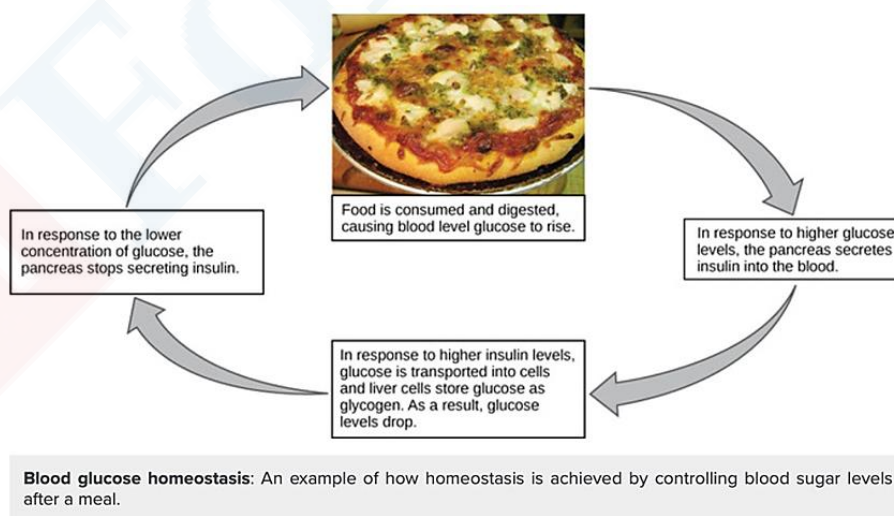 Food is consumed and digested,
causing blood level glucose to rise.
In response to higher glucose
levels, the pancreas secretes
insulin into the blood.
In response to higher insulin levels,
glucose is transported into cells
and liver cells store glucose as
glycogen. As a result, glucose
levels drop.
In response to the lower
concentration of glucose, the
pancreas stops secreting insulin.
Blood glucose homeostasis: An example of how homeostasis is achieved by controlling blood sugar levels
after a meal.